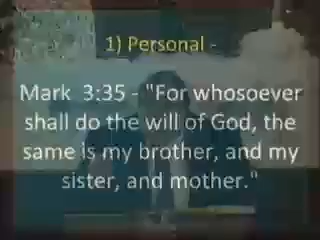 1) Personal -
Mark  3:35 - "For whosoever
shall do the will of God, the
same is my brother, and my
sister, and mother."